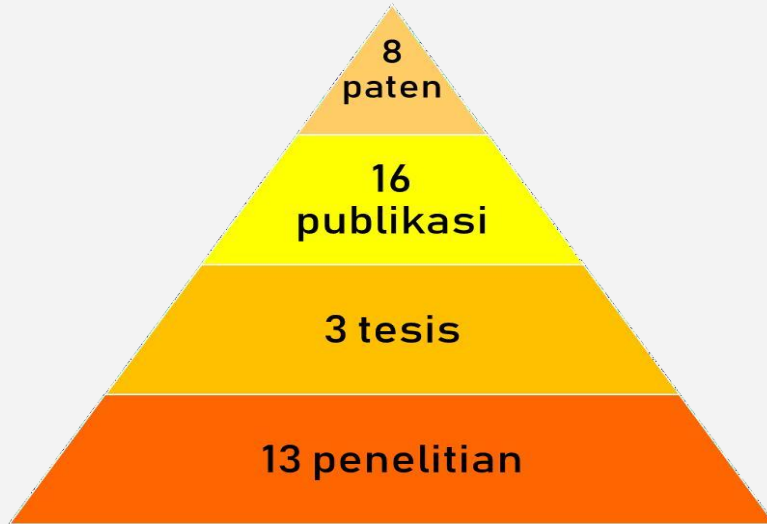 8
paten
16
publikasi
3 tesis
13 penelitian